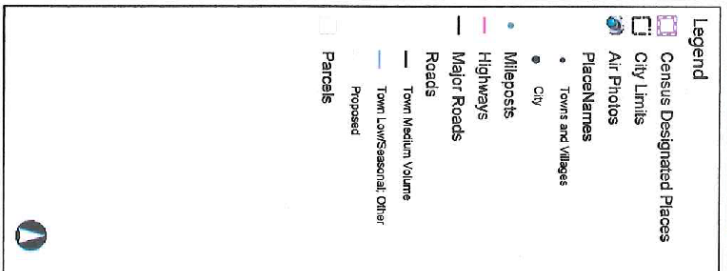 Legend
Census Designated Places
City Limits
Air Photos
PlaceNames
Towns and Villages
City
Mileposts
Highways
Major Roads
Roads
Town Medium Volume
Town Low/Seasonal; Other
Proposed
Parcels